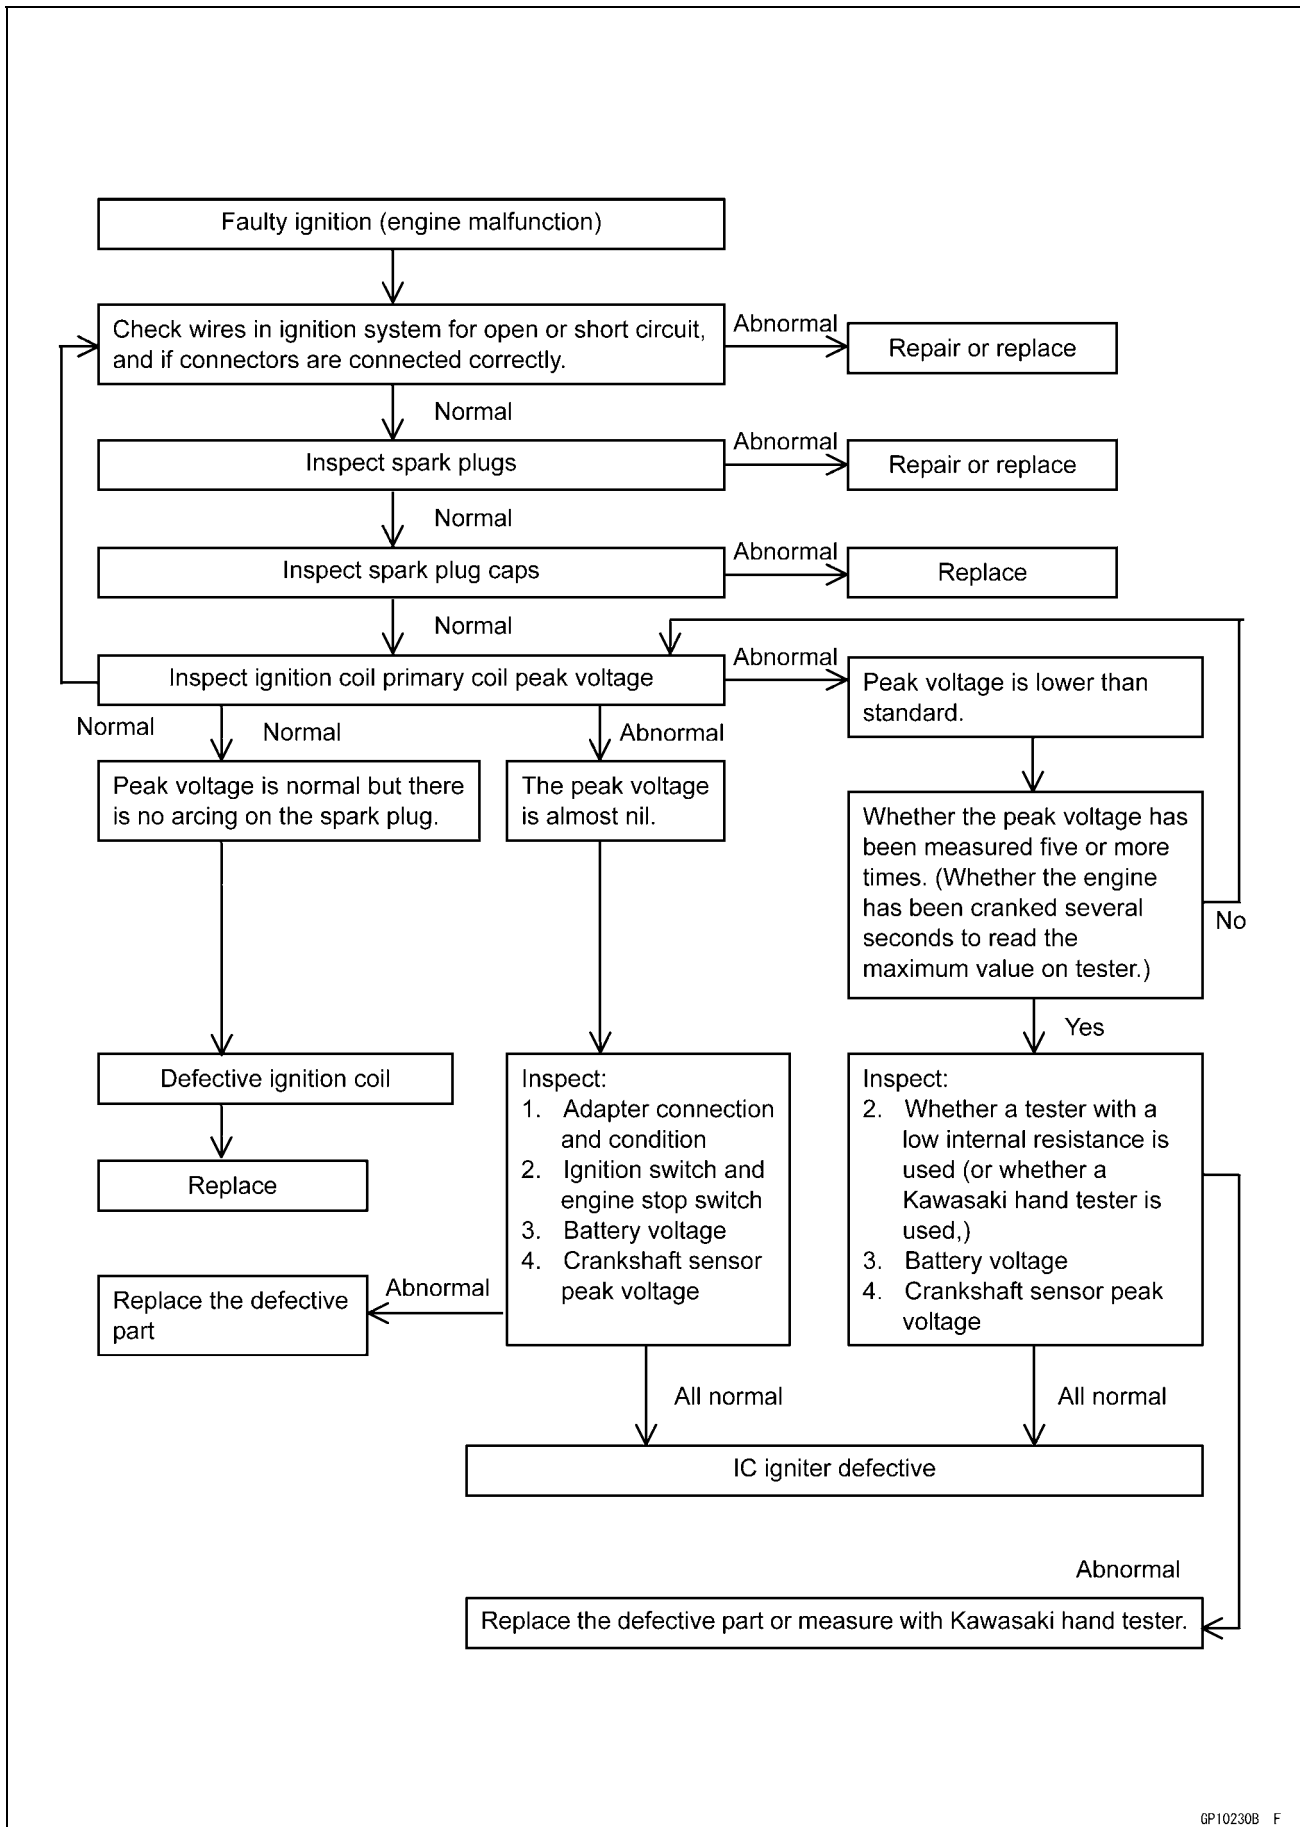 Faulty ignition (engine malfunction)
Check wires in ignition system for open or short circuit,
and if connectors are connected correctly.
Abnormal
Repair or replace
Normal
Inspect spark plugs
Abnormal
Repair or replace
Normal
Inspect spark plug caps
Abnormal
Replace
Normal
Inspect ignition coil primary coil peak voltage
Abnormal
Peak voltage is lower than
standard.
Normal
Normal
Abnormal
Peak voltage is normal but there
is no arcing on the spark plug.
The peak voltage
is almost nil.
Whether the peak voltage has
been measured five or more
times. (Whether the engine
has been cranked several
seconds to read the
maximum value on tester.)
No
Yes
Defective ignition coil
Replace
Inspect:
1. Adapter connection
and condition
2. Ignition switch and
engine stop switch
3. Battery voltage
4. Crankshaft sensor
peak voltage
Inspect:
2. Whether a tester with a
low internal resistance is
used (or whether a
Kawasaki hand tester is
used,)
3. Battery voltage
4. Crankshaft sensor peak
voltage
Abnormal
Replace the defective
part
All normal
All normal
IC igniter defective
Abnormal
Replace the defective part or measure with Kawasaki hand tester.
GP10230B F